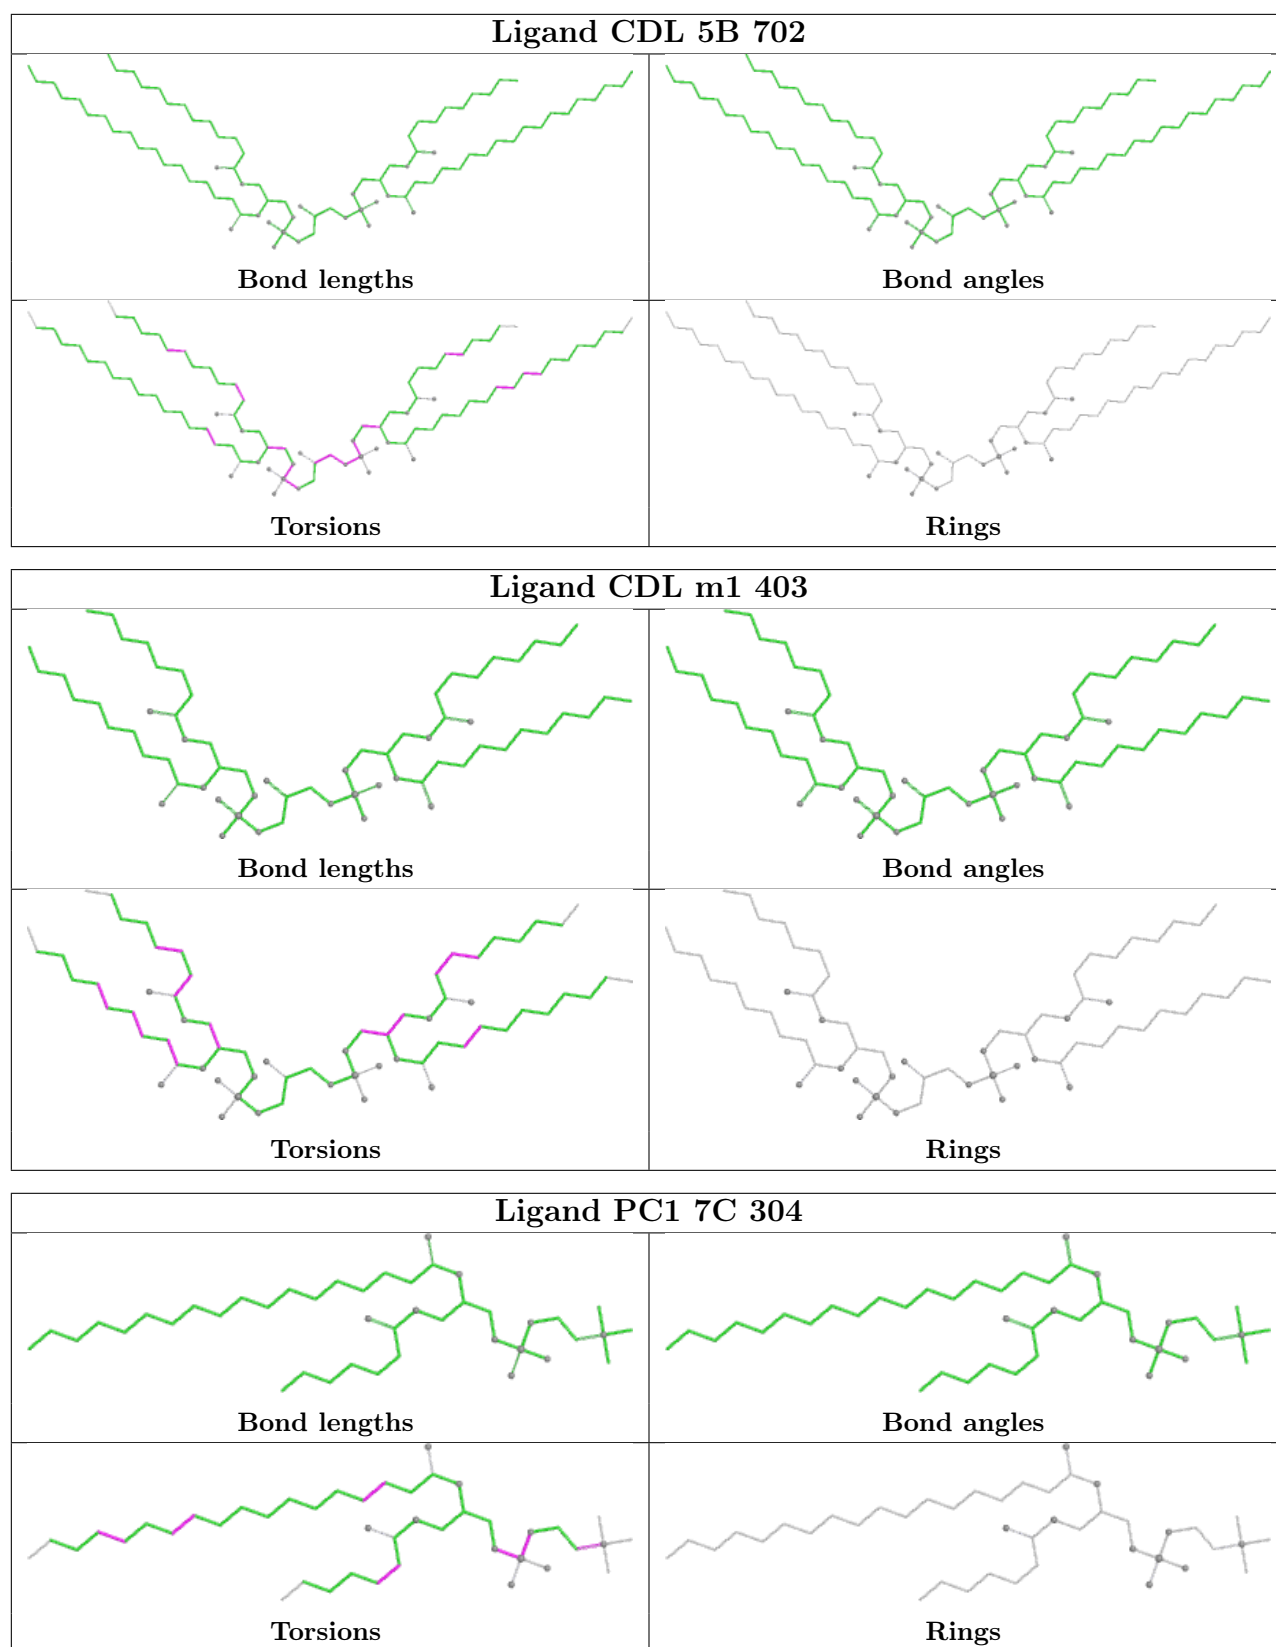 Ligand CDL 5B 702
Bond lengths
Bond angles
Torsions
Rings
Ligand CDL m1 403
Bond lengths
Bond angles
Torsions
Rings
Ligand PC1 7C 304
Bond lengths
Bond angles
Torsions
Rings